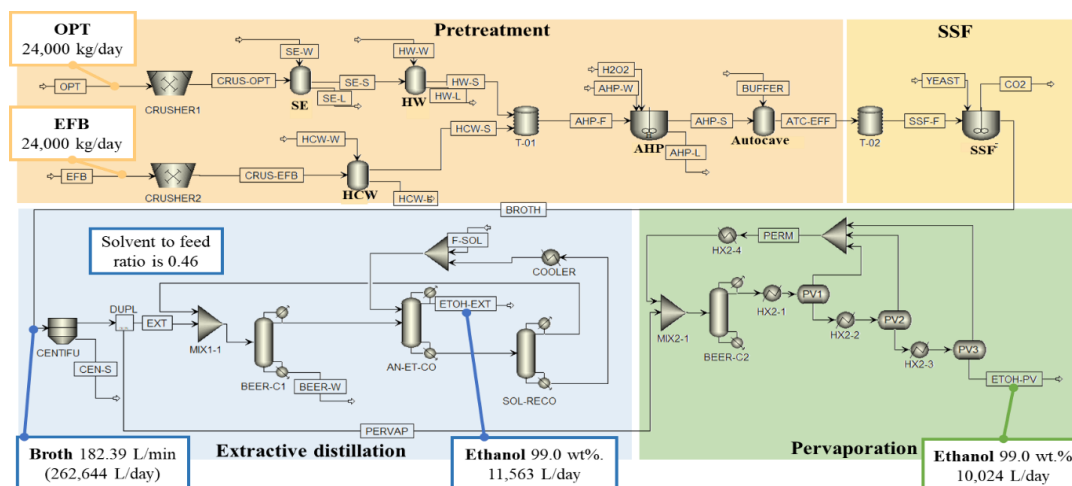 OPT
24,000 kg/day
Pretreatment
SSF
SE-W
HW-W
H2O2
AHP-W
BUFFER
YEAST
CO2
OPT
CRUS-OPT
SE-S
HW-S
SE
SE-L
HW
HW-L
CRUSHER1
EFB
24,000 kg/day
HCW-W
HCW-S
T-01
AHP-F
AHP
AHP-S
AHP-L
Autocave
ATC-EFF
T-02
SSF-F
SSF
EFB
CRUS-EFB
CRUSHER2
HCW
BROTH
Solvent to feed
ratio is 0.46
F-SOL
COOLER
DUPL
EXT
ETOH-EXT
CENTIFU
MIX1-1
CEN-S
BEER-C1
BEER-W
AN-ET-CO
SOL-RECO
PERVAP
HX2-4
PERM
PV1
HX2-1
PV2
HX2-2
PV3
HX2-3
MIX2-1
BEER-C2
ETOH-PV
Broth 182.39 L/min
(262,644 L/day)
Extractive distillation
Ethanol 99.0 wt%.
11,563 L/day
Pervaporation
Ethanol 99.0 wt.%
10,024 L/day